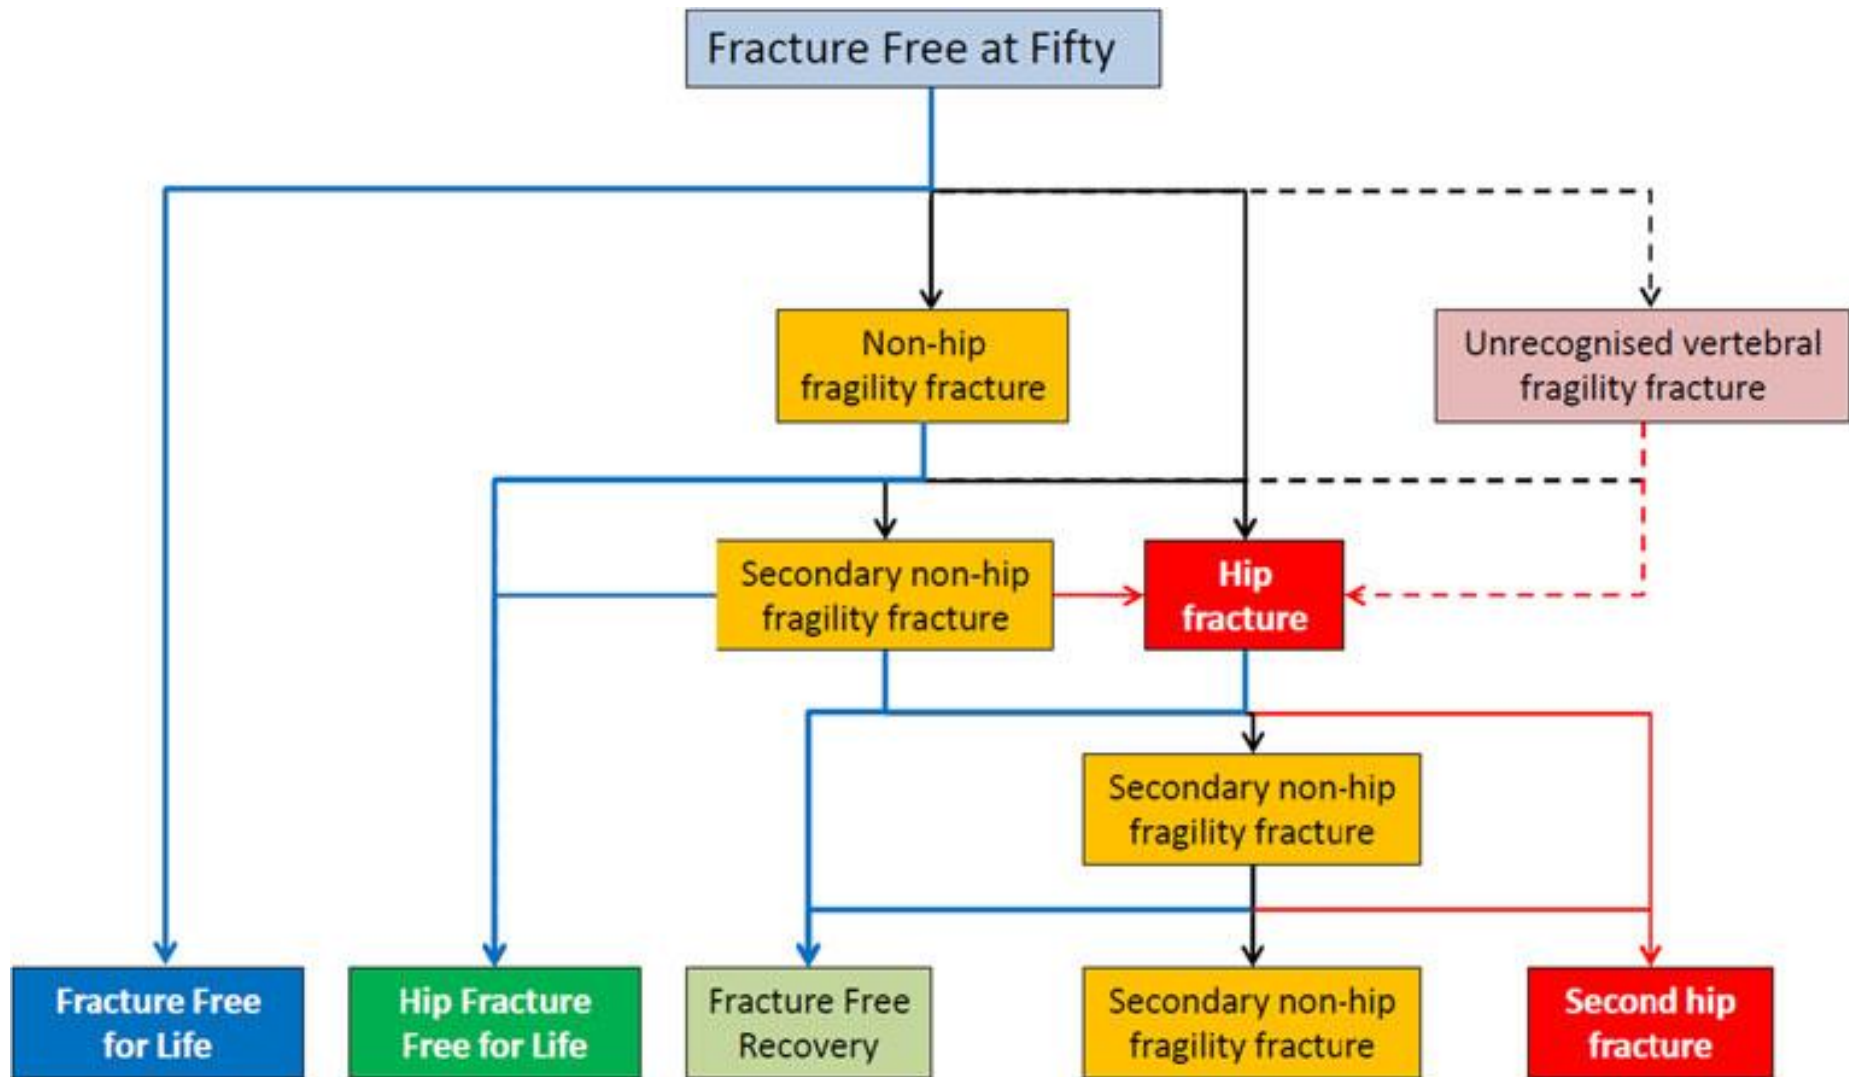 Fracture Free at Fifty
Non-hip
fragility fracture
Unrecognised vertebral
fragility fracture
Secondary non-hip
fragility fracture
Hip
fracture
Secondary non-hip
fragility fracture
Fracture Free
for Life
Hip Fracture
Free for Life
Fracture Free
Recovery
Secondary non-hip
fragility fracture
Second hip
fracture